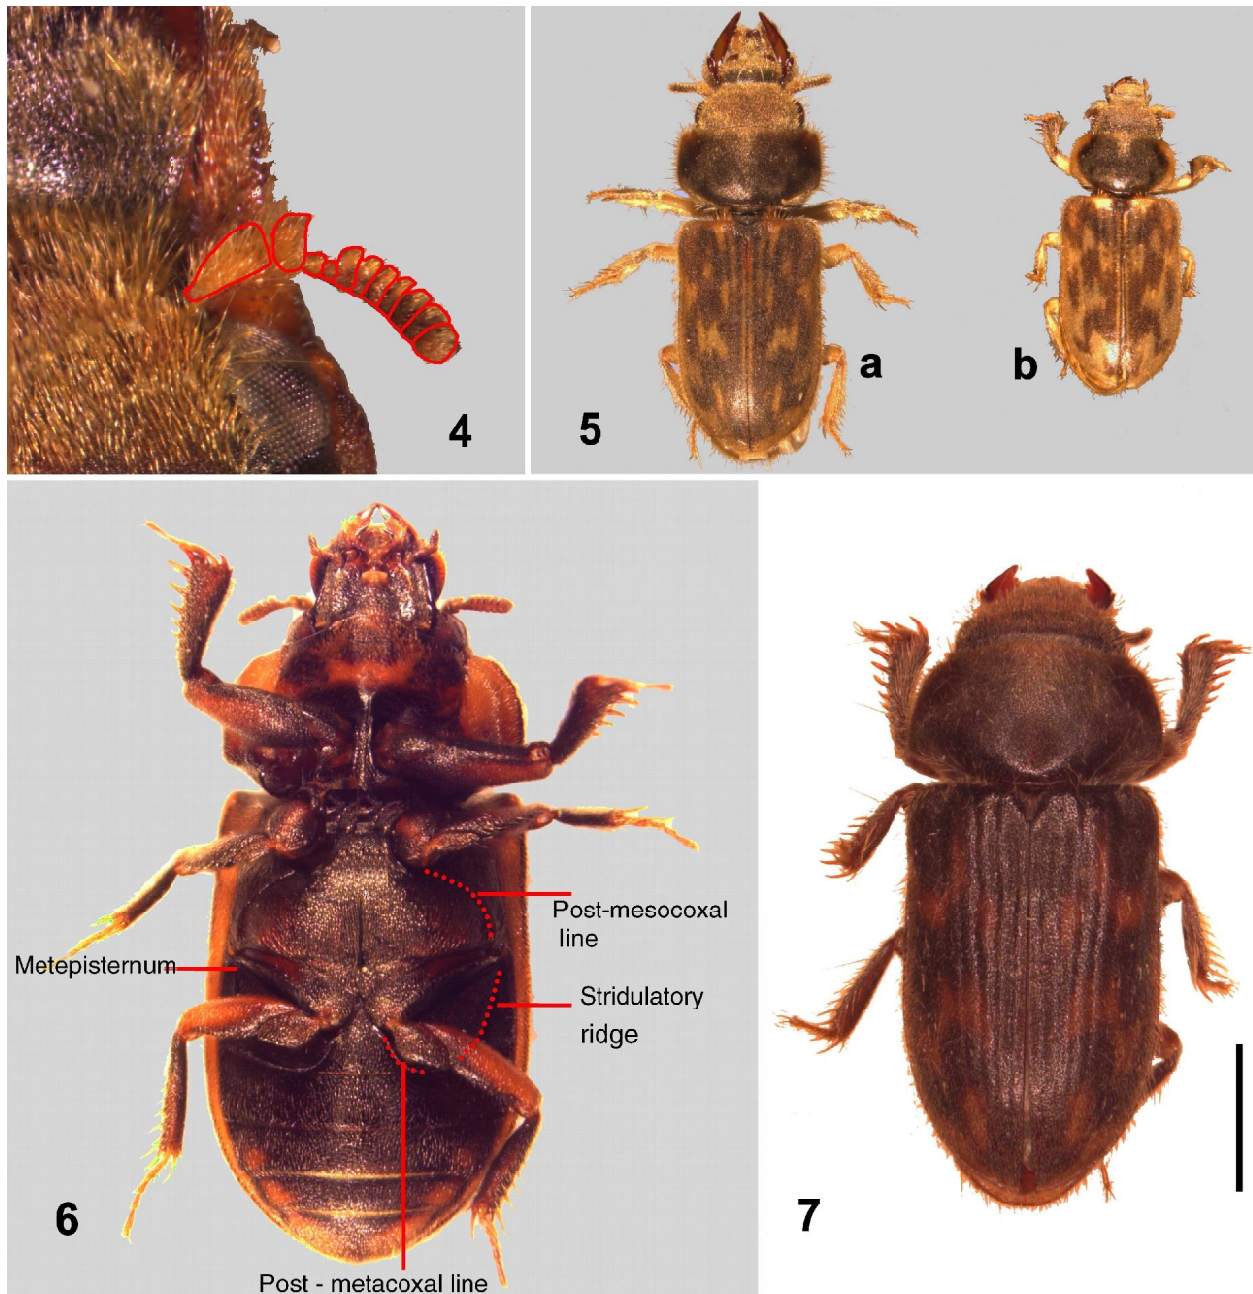 4
5
a
b
6
Post-mesocoxal
line
Metepisternum
Stridulatory
ridge
Post - metacoxal line
7